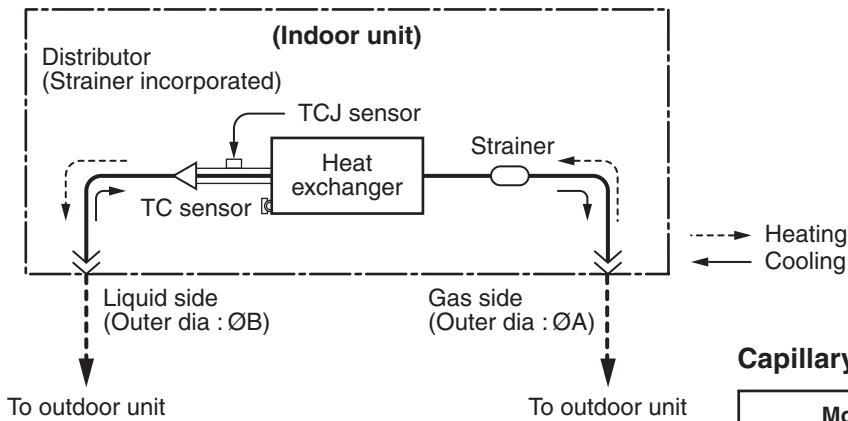 (Indoor unit)
Distributor
(Strainer incorporated)
TCJ sensor
Heat
exchanger
Strainer
TC sensor
Heating
Cooling
Liquid side
(Outer dia : ØB)
Gas side
(Outer dia : ØA)
To outdoor unit
To outdoor unit
Capillary
Mo